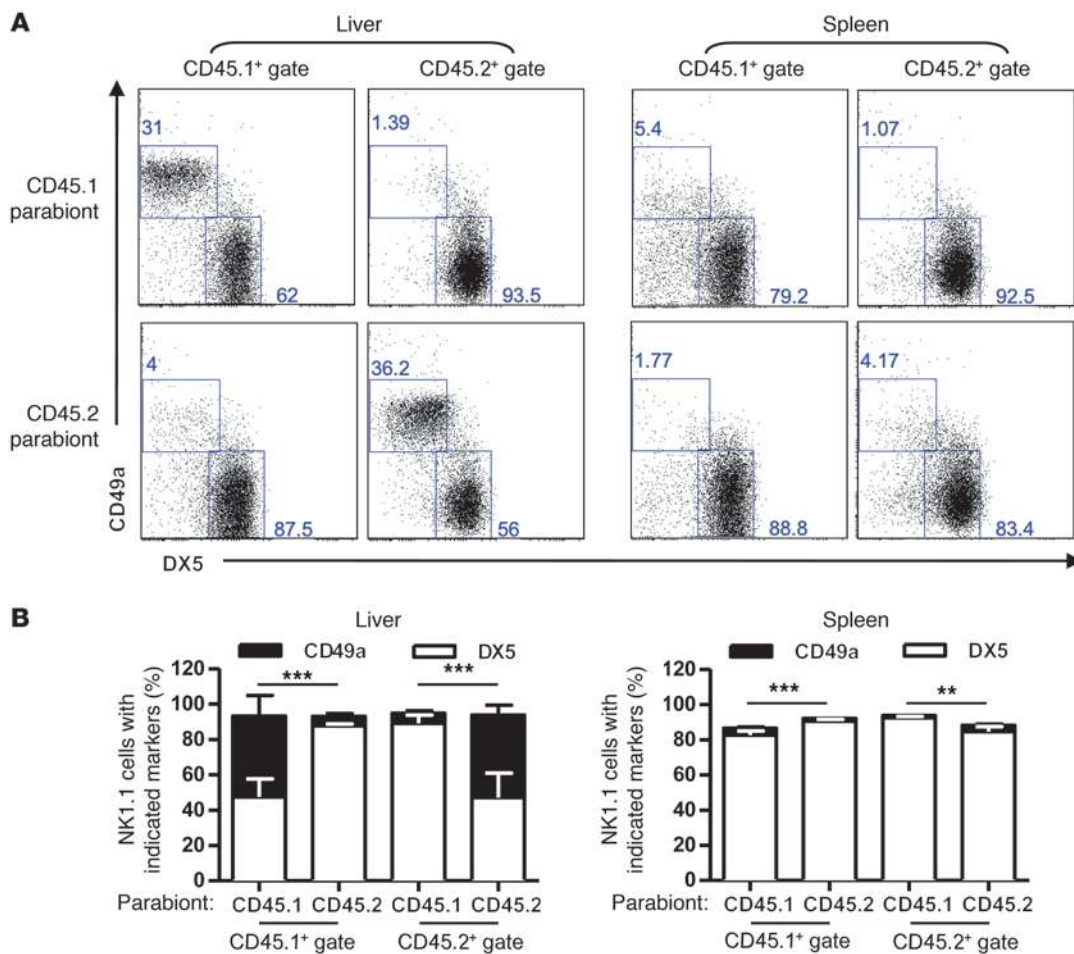 A
Liver
Spleen
CD45.1+ gate
CD45.2+ gate
CD45.1+ gate
CD45.2+ gate
CD45.1
parabiont
31
62
1.39
93.5
5.4
79.2
1.07
92.5
CD45.2
parabiont
4
87.5
36.2
56
1.77
88.8
4.17
83.4
CD49a
DX5
B
Liver
CD49a
DX5
NK1.1 cells with
indicated markers (%)
120
100
80
60
40
20
0
***
***
Parabiont:
CD45.1
CD45.2
CD45.1
CD45.2
CD45.1+ gate
CD45.2+ gate
Spleen
CD49a
DX5
NK1.1 cells with
indicated markers (%)
120
100
80
60
40
20
0
***
**
Parabiont:
CD45.1
CD45.2
CD45.1
CD45.2
CD45.1+ gate
CD45.2+ gate